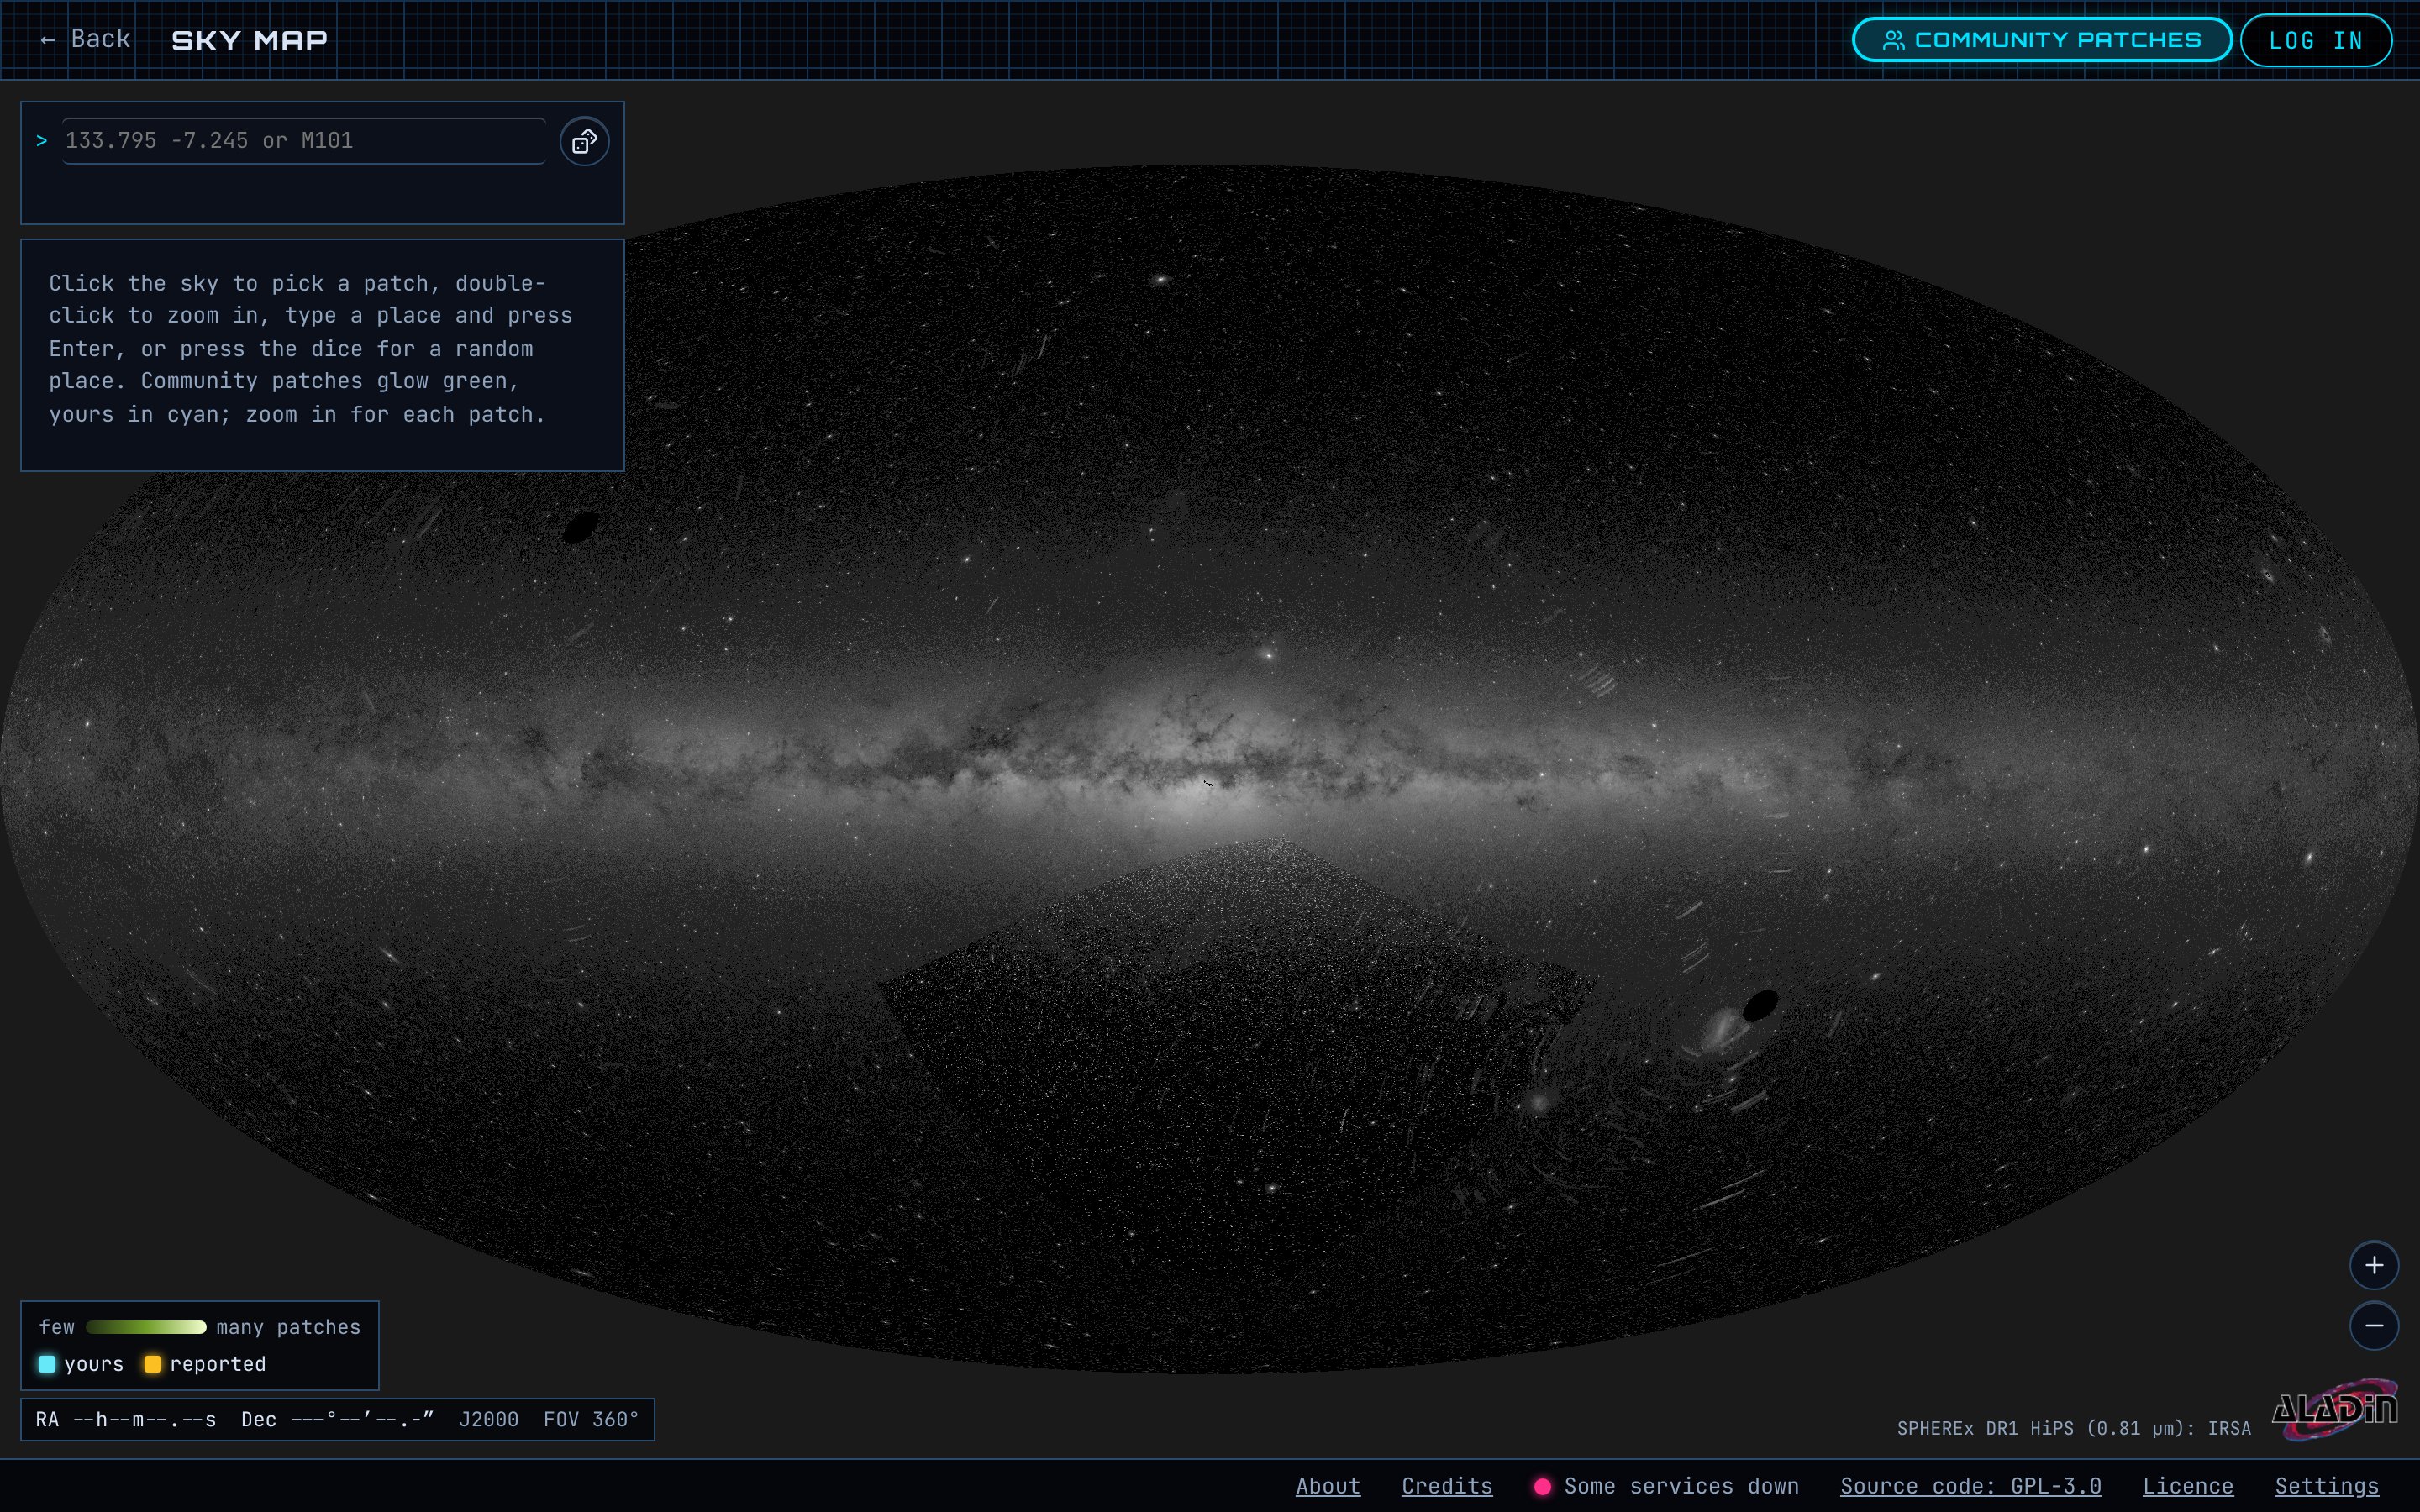 ← Back SKY MAP COMMUNITY PATCHES LOG IN
> 133.795 -7.245 or M101
Click the sky to pick a patch, double-
click to zoom in, type a place and press
Enter, or press the dice for a random
place. Community patches glow green,
yours in cyan; zoom in for each patch.
few many patches
yours reported
RA --h--m--.--s Dec ---°--′--.-″ J2000 FOV 360°
+
−
SPHEREx DR1 HiPS (0.81 µm): IRSA ALADiN
About Credits Some services down Source code: GPL-3.0 Licence Settings